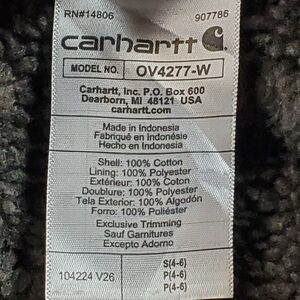 RN#14806 907786
carhartt
MODEL NO. OV4277-W
Carhartt, Inc. P.O. Box 600
Dearborn, MI 48121 USA
carhartt.com
Made in Indonesia
Fabriqué en Indonésie
Hecho en Indonesia
Shell: 100% Cotton
Lining: 100% Polyester
Extérieur: 100% Coton
Doublure: 100% Polyester
Tela Exterior: 100% Algodón
Forro: 100% Poliéster
Exclusive Trimming
Sauf Garnitures
Excepto Adorno
S(4-6)
104224 V26 P(4-6)
P(4-6)